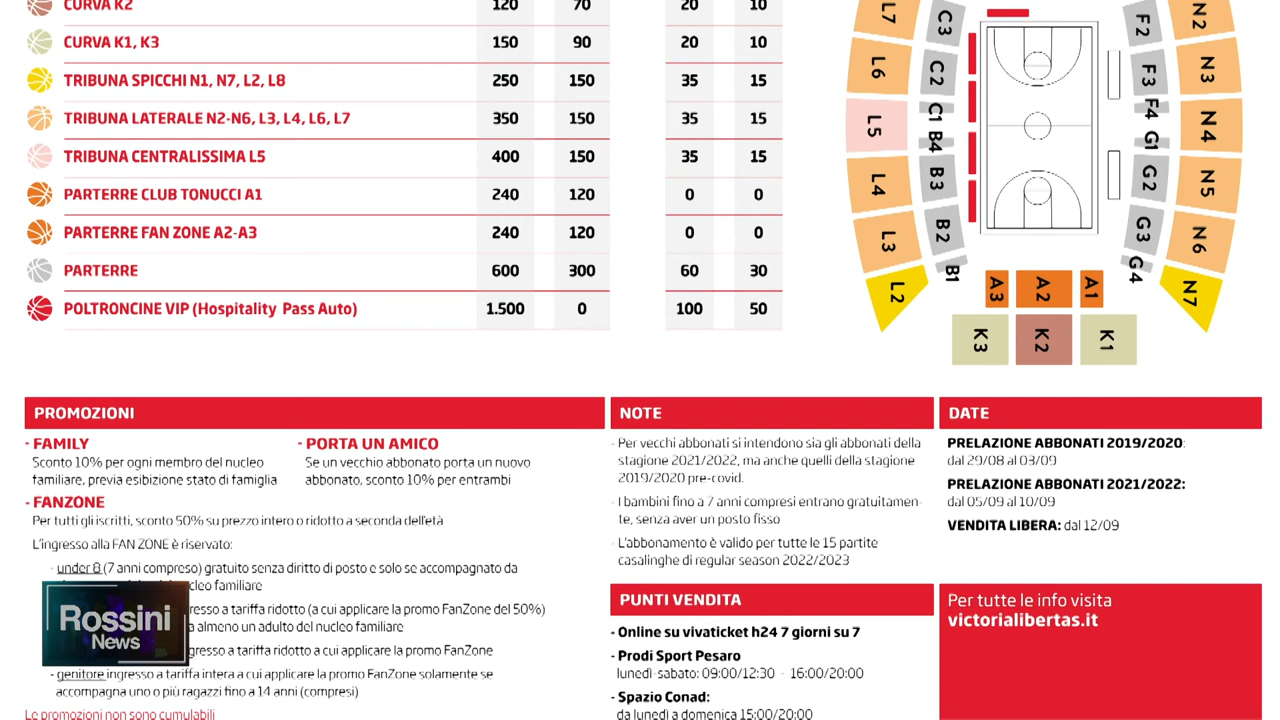 CURVA K2 120 70 20 10
CURVA K1, K3 150 90 20 10
TRIBUNA SPICCHI N1, N7, L2, L8 250 150 35 15
TRIBUNA LATERALE N2-N6, L3, L4, L6, L7 350 150 35 15
TRIBUNA CENTRALISSIMA L5 400 150 35 15
PARTERRE CLUB TONUCCI A1 240 120 0 0
PARTERRE FAN ZONE A2-A3 240 120 0 0
PARTERRE 600 300 60 30
POLTRONCINE VIP (Hospitality Pass Auto) 1.500 0 100 50
L7 C3 F2 N2
L6 C2 F3 N3
L5 C1 B4 F4 G1 N4
L4 B3 G2 N5
L3 B2 G3 N6
L2 B1 A3 A2 A1 G4 N7
K3 K2 K1
PROMOZIONI
- FAMILY
Sconto 10% per ogni membro del nucleo
familiare, previa esibizione stato di famiglia
- PORTA UN AMICO
Se un vecchio abbonato porta un nuovo
abbonato, sconto 10% per entrambi
- FANZONE
Per tutti gli iscritti, sconto 50% su prezzo intero o ridotto a seconda dell'età
L'ingresso alla FAN ZONE è riservato:
- under 8 (7 anni compreso) gratuito senza diritto di posto e solo se accompagnato da
cleo familiare
resso a tariffa ridotto (a cui applicare la promo FanZone del 50%)
a almeno un adulto del nucleo familiare
gresso a tariffa ridotto a cui applicare la promo FanZone
- genitore ingresso a tariffa intera a cui applicare la promo FanZone solamente se
accompagna uno o più ragazzi fino a 14 anni (compresi)
Le promozioni non sono cumulabili
Rossini
News
NOTE
- Per vecchi abbonati si intendono sia gli abbonati della
stagione 2021/2022, ma anche quelli della stagione
2019/2020 pre-covid.
- I bambini fino a 7 anni compresi entrano gratuitamen-
te, senza aver un posto fisso
- L'abbonamento è valido per tutte le 15 partite
casalinghe di regular season 2022/2023
PUNTI VENDITA
- Online su vivaticket h24 7 giorni su 7
- Prodi Sport Pesaro
lunedì-sabato: 09:00/12:30 - 16:00/20:00
- Spazio Conad:
da lunedì a domenica 15:00/20:00
DATE
PRELAZIONE ABBONATI 2019/2020:
dal 29/08 al 03/09
PRELAZIONE ABBONATI 2021/2022:
dal 05/09 al 10/09
VENDITA LIBERA: dal 12/09
Per tutte le info visita
victorialibertas.it